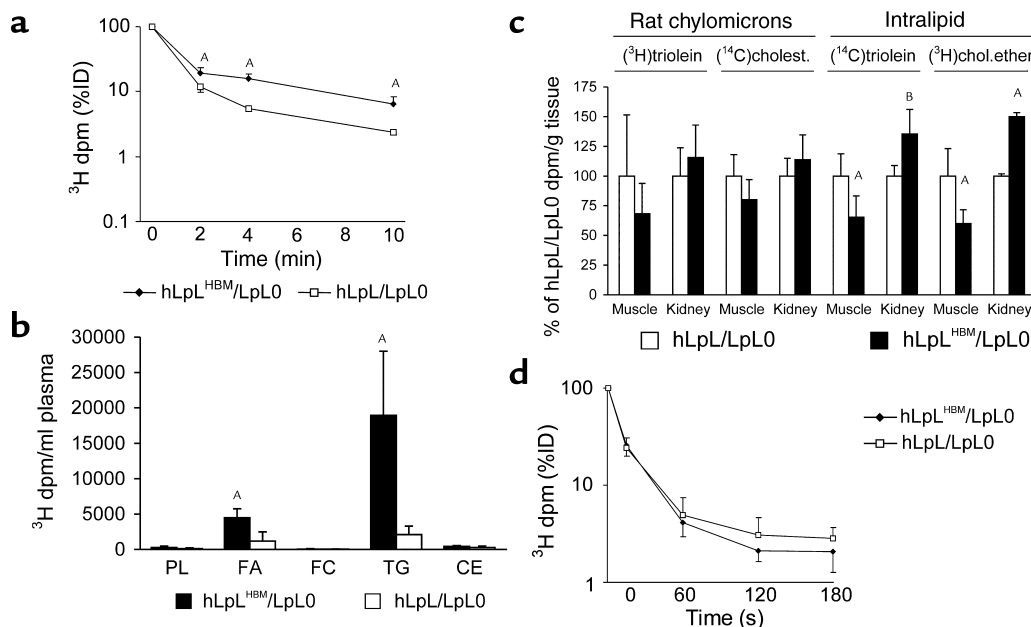 a
100
10
1
0.1
³H dpm (%ID)
A
A
A
0 2 4 6 8 10
Time (min)
hLpL^HBM/LpL0 hLpL/LpL0
b
30000
25000
20000
15000
10000
5000
0
³H dpm/ml plasma
A
A
PL FA FC TG CE
hLpL^HBM/LpL0 hLpL/LpL0
c
Rat chylomicrons Intralipid
(³H)triolein (¹⁴C)cholest. (¹⁴C)triolein (³H)chol.ether
% of hLpL/LpL0 dpm/g tissue
175
150
125
100
75
50
25
0
A
B
A
A
Muscle Kidney Muscle Kidney Muscle Kidney Muscle Kidney
hLpL/LpL0 hLpL^HBM/LpL0
d
100
10
1
³H dpm (%ID)
hLpL^HBM/LpL0
hLpL/LpL0
0 60 120 180
Time (s)